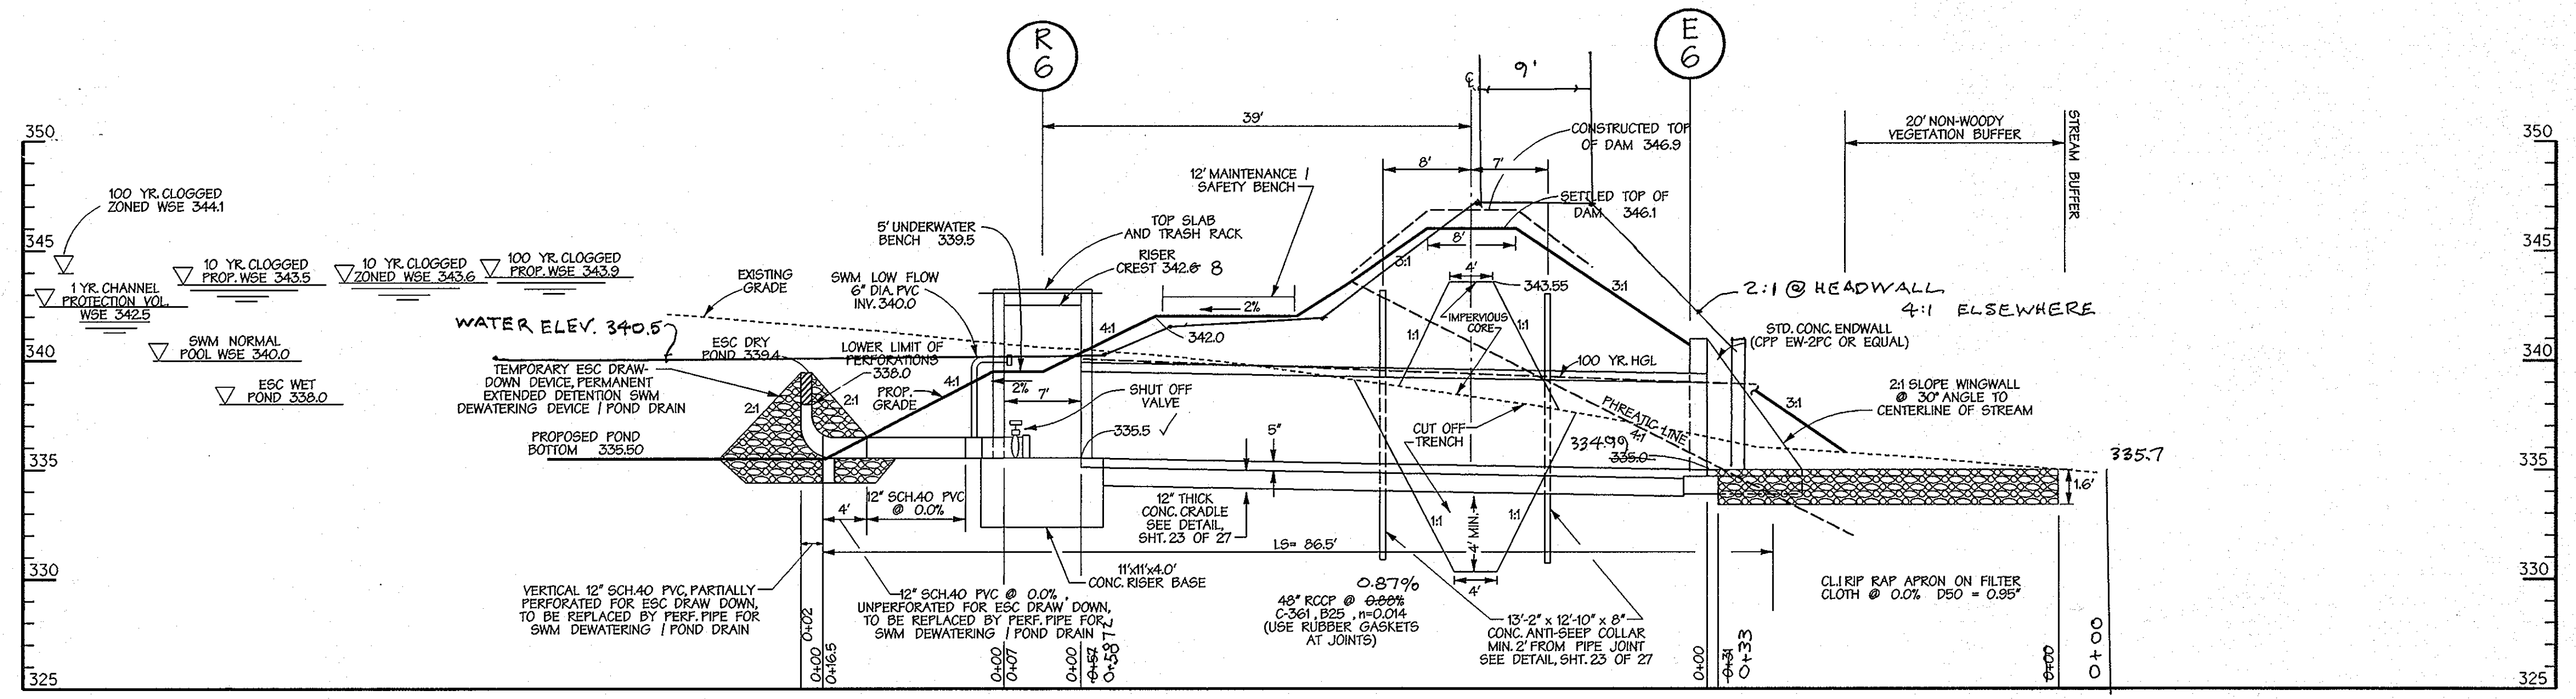 R
6
E
6
9'
℄
39'
350
350
CONSTRUCTED TOP
OF DAM 346.9
20' NON-WOODY
VEGETATION BUFFER
STREAM BUFFER
8'
7'
12' MAINTENANCE /
SAFETY BENCH
100 YR. CLOGGED
ZONED WSE 344.1
SETTLED TOP OF
DAM 346.1
5' UNDERWATER
BENCH 339.5
TOP SLAB
AND TRASH RACK
345
345
8'
RISER
CREST 342.6 8
10 YR. CLOGGED
PROP. WSE 343.5
10 YR. CLOGGED
ZONED WSE 343.6
100 YR. CLOGGED
PROP. WSE 343.9
EXISTING
GRADE
SWM LOW FLOW
6" DIA. PVC
INV. 340.0
3:1
4'
343.55
3:1
1 YR. CHANNEL
PROTECTION VOL.
WSE 342.5
2:1 @ HEADWALL
4:1 ELSEWHERE
2%
4:1
342.0
1:1
IMPERVIOUS
CORE
1:1
WATER ELEV. 340.5
STD. CONC. ENDWALL
(CPP EW-2PC OR EQUAL)
SWM NORMAL
POOL WSE 340.0
ESC DRY
POND 339.4
LOWER LIMIT OF
PERFORATIONS
338.0
340
340
100 YR. HGL
TEMPORARY ESC DRAW-
DOWN DEVICE, PERMANENT
EXTENDED DETENTION SWM
DEWATERING DEVICE / POND DRAIN
ESC WET
POND 338.0
2:1
2:1
PROP.
GRADE
4:1
2%
7'
SHUT OFF
VALVE
2:1 SLOPE WINGWALL
@ 30° ANGLE TO
CENTERLINE OF STREAM
3:1
PHREATIC LINE
4:1
CUT OFF
TRENCH
PROPOSED POND
BOTTOM 335.50
335.5 ✓
5"
334.99
335.0
335.7
335
335
1.6'
12" SCH.40 PVC
@ 0.0%
4'
12" THICK
CONC. CRADLE
SEE DETAIL,
SHT. 23 OF 27
1:1
4' MIN.
1:1
LS= 86.5'
330
330
11'x11'x4.0'
CONC. RISER BASE
4'
VERTICAL 12" SCH.40 PVC, PARTIALLY
PERFORATED FOR ESC DRAW DOWN,
TO BE REPLACED BY PERF. PIPE FOR
SWM DEWATERING / POND DRAIN
12" SCH.40 PVC @ 0.0%,
UNPERFORATED FOR ESC DRAW DOWN,
TO BE REPLACED BY PERF. PIPE FOR
SWM DEWATERING / POND DRAIN
0.87%
48" RCCP @ 0.88%
C-361, B25, n=0.014
(USE RUBBER GASKETS
AT JOINTS)
13'-2" x 12'-10" x 8"
CONC. ANTI-SEEP COLLAR
MIN. 2' FROM PIPE JOINT
SEE DETAIL, SHT. 23 OF 27
CL.I RIP RAP APRON ON FILTER
CLOTH @ 0.0% D50 = 0.95"
0+02
0+00
0+16.5
0+00
0+07
0+00
0+57
0+00
0+31
0+33
0+00
0+00
325
325